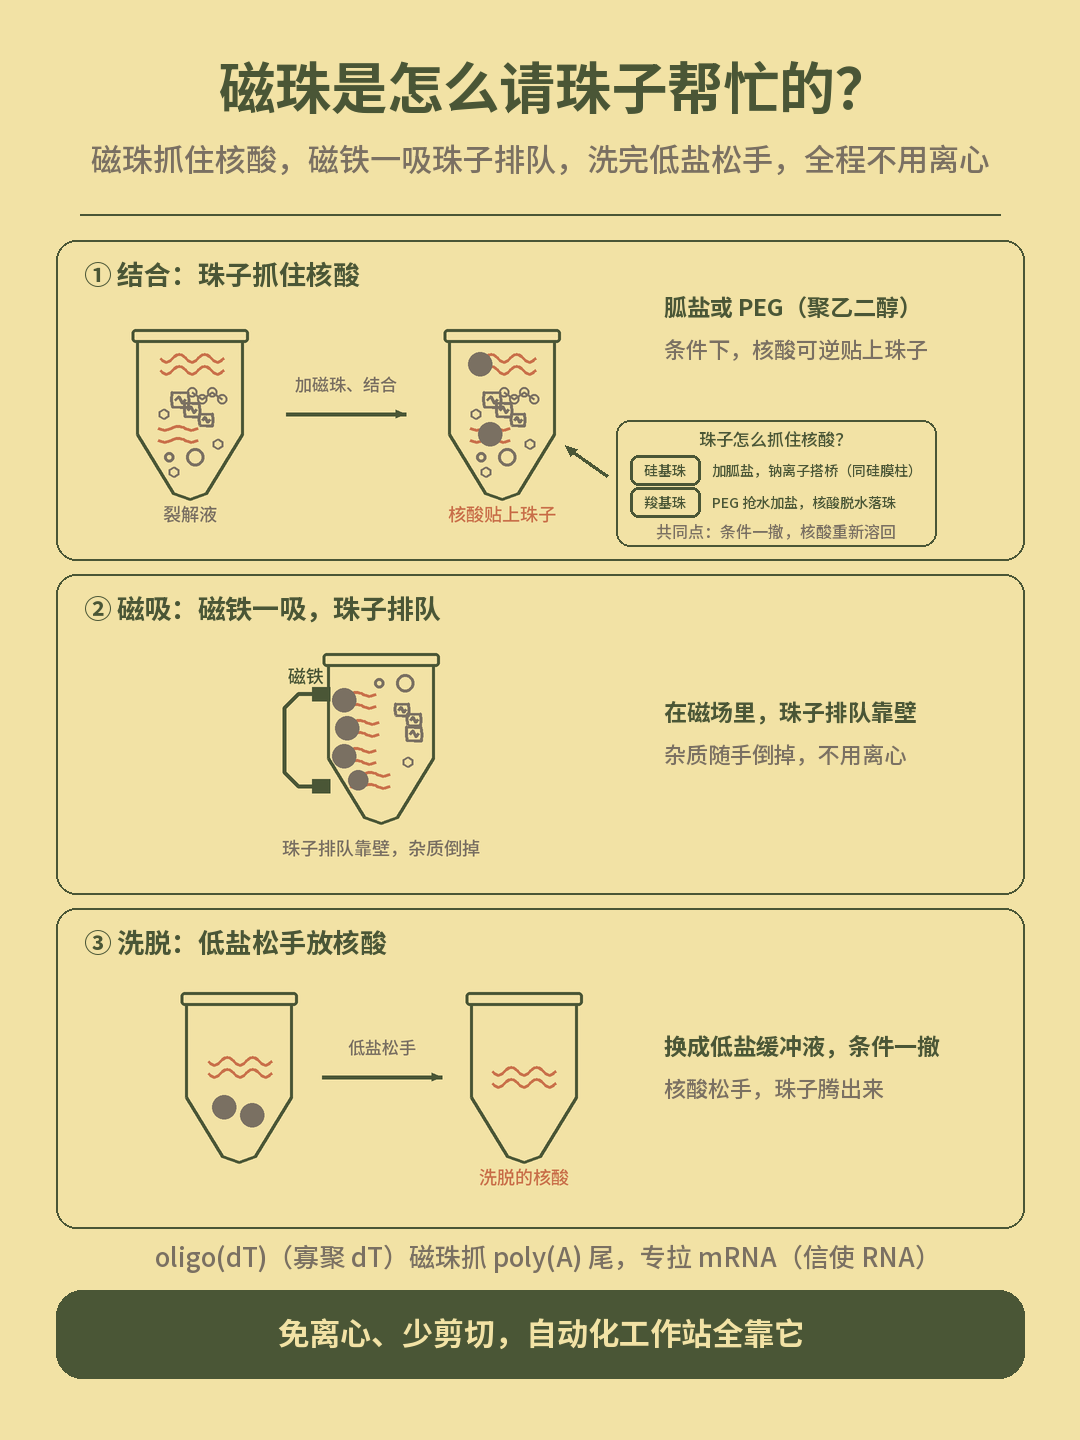 磁珠是怎么请珠子帮忙的？
磁珠抓住核酸，磁铁一吸珠子排队，洗完低盐松手，全程不用离心
① 结合：珠子抓住核酸
胍盐或 PEG（聚乙二醇）
条件下，核酸可逆贴上珠子
加磁珠、结合
裂解液
核酸贴上珠子
珠子怎么抓住核酸？
硅基珠 加胍盐，钠离子搭桥（同硅膜柱）
羧基珠 PEG 抢水加盐，核酸脱水落珠
共同点：条件一撤，核酸重新溶回
② 磁吸：磁铁一吸，珠子排队
磁铁
在磁场里，珠子排队靠壁
杂质随手倒掉，不用离心
珠子排队靠壁，杂质倒掉
③ 洗脱：低盐松手放核酸
低盐松手
换成低盐缓冲液，条件一撤
核酸松手，珠子腾出来
洗脱的核酸
oligo(dT)（寡聚 dT）磁珠抓 poly(A) 尾，专拉 mRNA（信使 RNA）
免离心、少剪切，自动化工作站全靠它